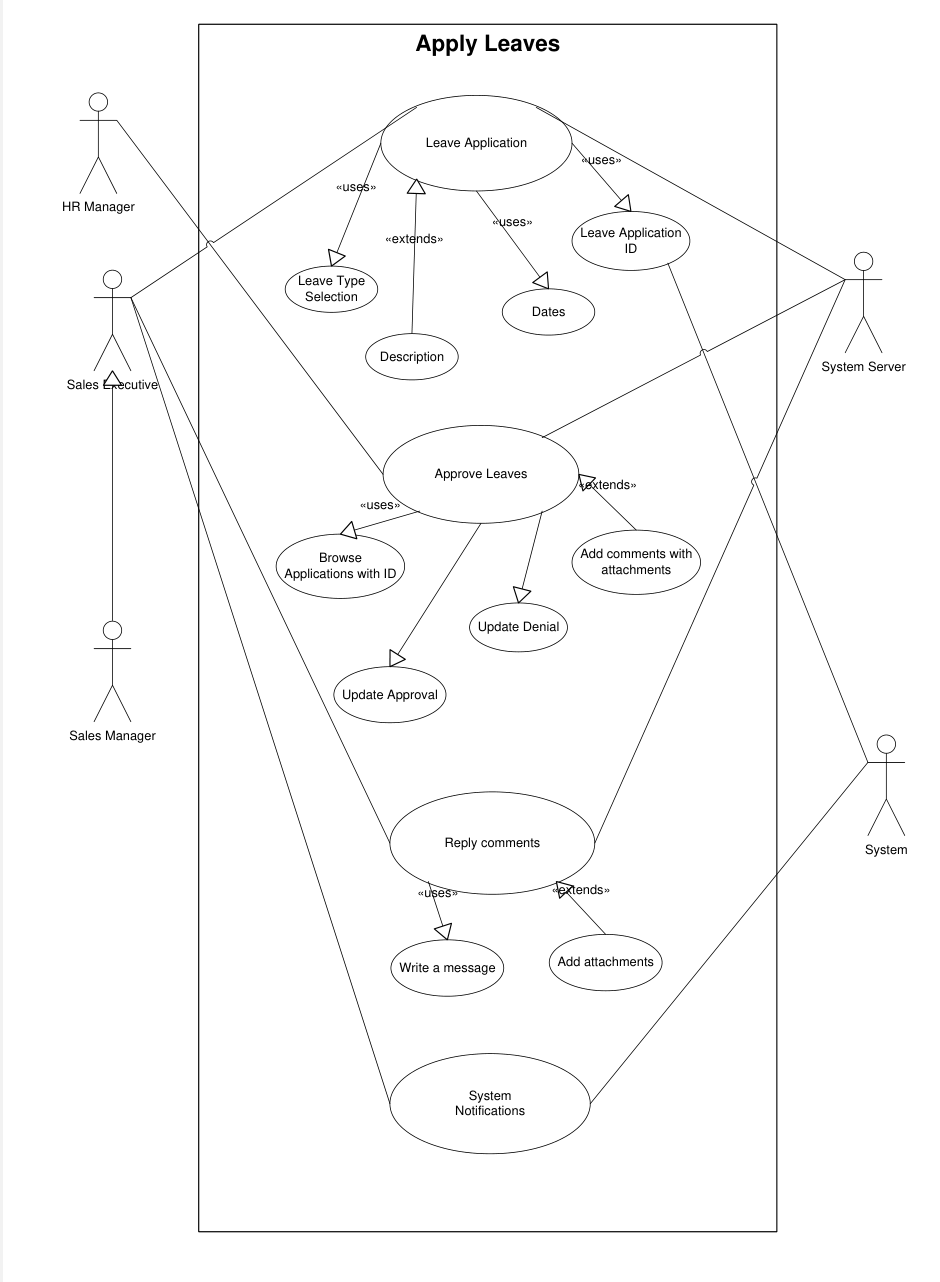 Apply Leaves
HR Manager
Leave Application
«uses»
«uses»
«uses»
«extends»
Leave Application
ID
Leave Type
Selection
Dates
Description
Sales Executive
System Server
Approve Leaves
«extends»
«uses»
Browse
Applications with ID
Add comments with
attachments
Update Denial
Update Approval
Sales Manager
System
Reply comments
«uses»
«extends»
Write a message
Add attachments
System
Notifications